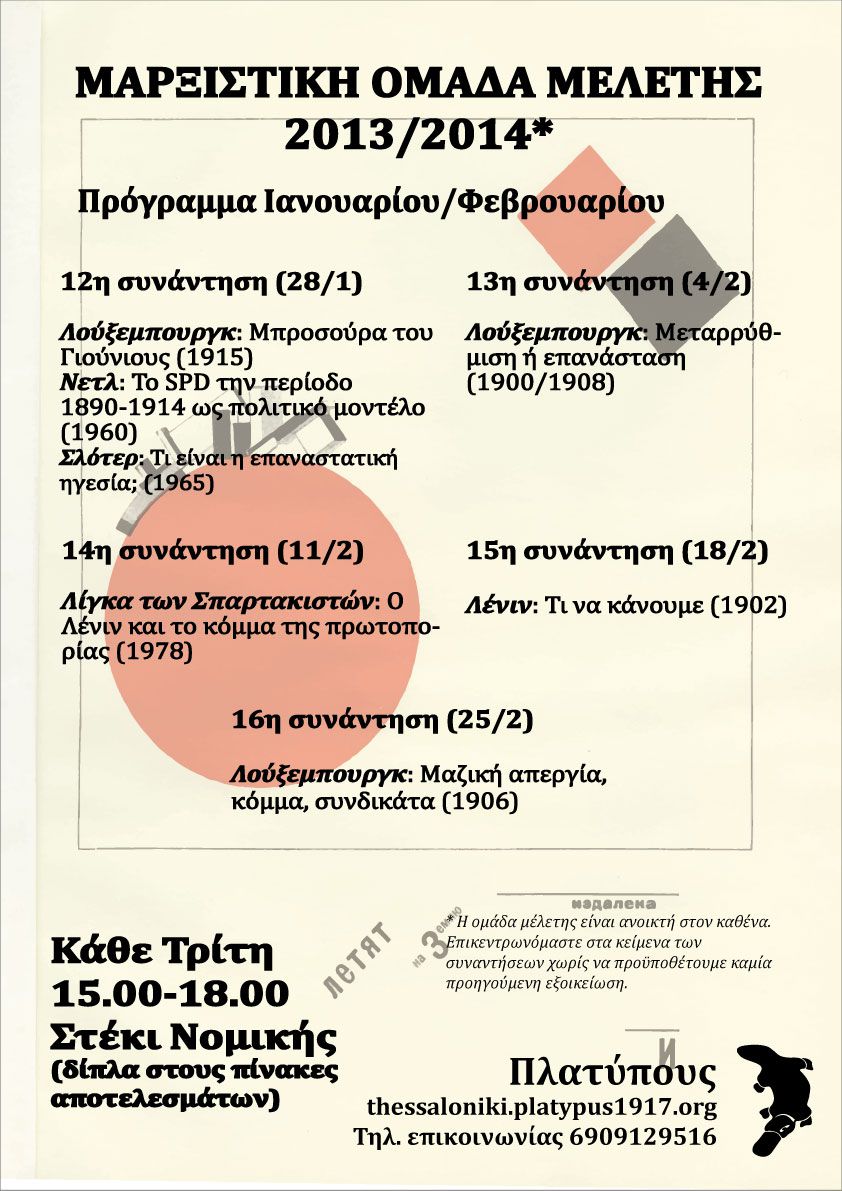 ΜΑΡΞΙΣΤΙΚΗ ΟΜΑΔΑ ΜΕΛΕΤΗΣ
2013/2014*
Πρόγραμμα Ιανουαρίου/Φεβρουαρίου
12η συνάντηση (28/1)
Λούξεμπουργκ: Μπροσούρα του
Γιούνιους (1915)
Νετλ: Το SPD την περίοδο
1890-1914 ως πολιτικό μοντέλο
(1960)
Σλότερ: Τι είναι η επαναστατική
ηγεσία; (1965)
13η συνάντηση (4/2)
Λούξεμπουργκ: Μεταρρύθ-
μιση ή επανάσταση
(1900/1908)
14η συνάντηση (11/2)
Λίγκα των Σπαρτακιστών: Ο
Λένιν και το κόμμα της πρωτοπο-
ρίας (1978)
15η συνάντηση (18/2)
Λένιν: Τι να κάνουμε (1902)
16η συνάντηση (25/2)
Λούξεμπουργκ: Μαζική απεργία,
κόμμα, συνδικάτα (1906)
издалека
летят
на Землю
* Η ομάδα μέλετης είναι ανοικτή στον καθένα.
Επικεντρωνόμαστε στα κείμενα των
συναντήσεων χωρίς να προϋποθέτουμε καμία
προηγούμενη εξοικείωση.
Κάθε Τρίτη
15.00-18.00
Στέκι Νομικής
(δίπλα στους πίνακες
αποτελεσμάτων)
И
Πλατύπους
thessaloniki.platypus1917.org
Τηλ. επικοινωνίας 6909129516